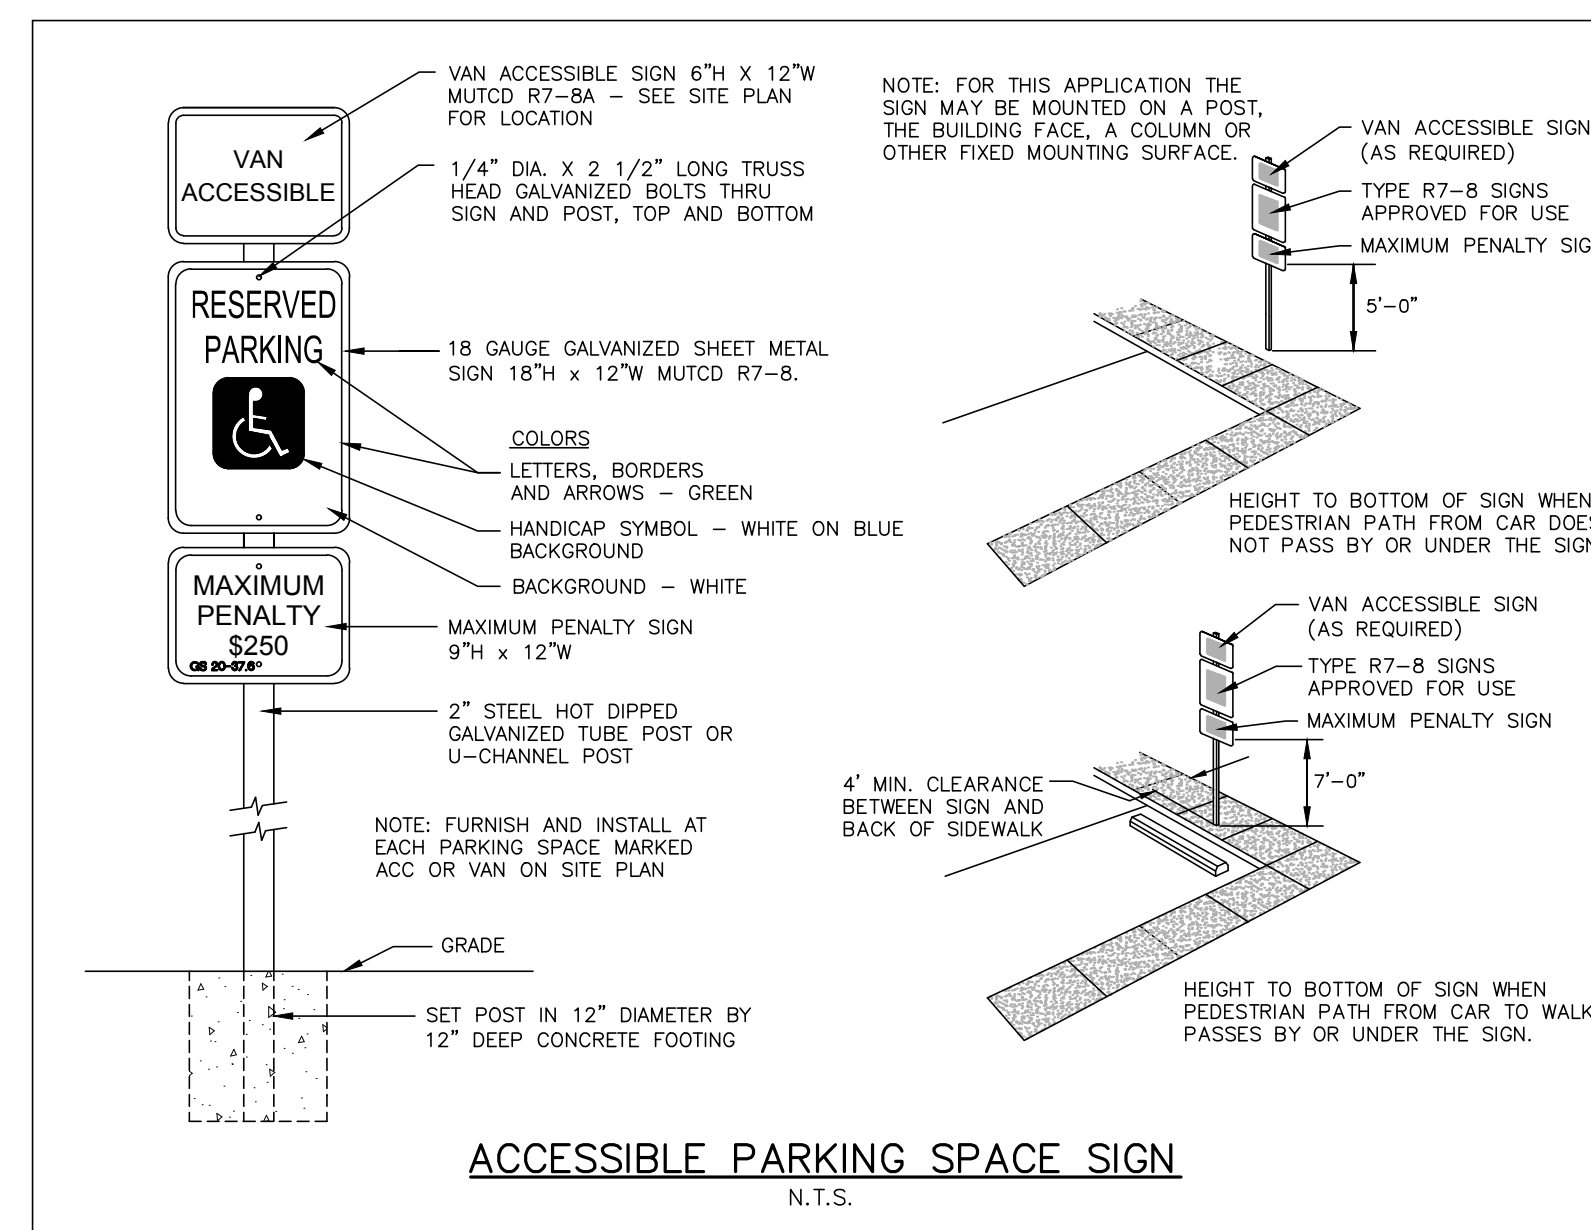 VAN
ACCESSIBLE
RESERVED
PARKING
MAXIMUM
PENALTY
$250
GS 20-37.6°
VAN ACCESSIBLE SIGN 6"H X 12"W
MUTCD R7-8A – SEE SITE PLAN
FOR LOCATION
1/4" DIA. X 2 1/2" LONG TRUSS
HEAD GALVANIZED BOLTS THRU
SIGN AND POST, TOP AND BOTTOM
18 GAUGE GALVANIZED SHEET METAL
SIGN 18"H x 12"W MUTCD R7-8.
COLORS
LETTERS, BORDERS
AND ARROWS – GREEN
HANDICAP SYMBOL – WHITE ON BLUE
BACKGROUND
BACKGROUND – WHITE
MAXIMUM PENALTY SIGN
9"H x 12"W
2" STEEL HOT DIPPED
GALVANIZED TUBE POST OR
U-CHANNEL POST
NOTE: FURNISH AND INSTALL AT
EACH PARKING SPACE MARKED
ACC OR VAN ON SITE PLAN
GRADE
SET POST IN 12" DIAMETER BY
12" DEEP CONCRETE FOOTING
NOTE: FOR THIS APPLICATION THE
SIGN MAY BE MOUNTED ON A POST,
THE BUILDING FACE, A COLUMN OR
OTHER FIXED MOUNTING SURFACE.
VAN ACCESSIBLE SIGN
(AS REQUIRED)
TYPE R7-8 SIGNS
APPROVED FOR USE
MAXIMUM PENALTY SIG
5'-0"
HEIGHT TO BOTTOM OF SIGN WHEN
PEDESTRIAN PATH FROM CAR DOES
NOT PASS BY OR UNDER THE SIGN
VAN ACCESSIBLE SIGN
(AS REQUIRED)
TYPE R7-8 SIGNS
APPROVED FOR USE
MAXIMUM PENALTY SIGN
7'-0"
4' MIN. CLEARANCE
BETWEEN SIGN AND
BACK OF SIDEWALK
HEIGHT TO BOTTOM OF SIGN WHEN
PEDESTRIAN PATH FROM CAR TO WALK
PASSES BY OR UNDER THE SIGN.
ACCESSIBLE PARKING SPACE SIGN
N.T.S.